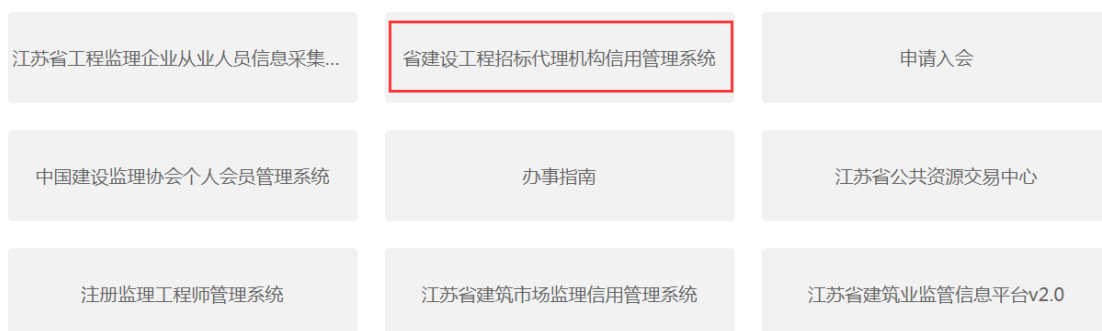 江苏省工程监理企业从业人员信息采集...
省建设工程招标代理机构信用管理系统
申请入会
中国建设监理协会个人会员管理系统
办事指南
江苏省公共资源交易中心
注册监理工程师管理系统
江苏省建筑市场监理信用管理系统
江苏省建筑业监管信息平台v2.0